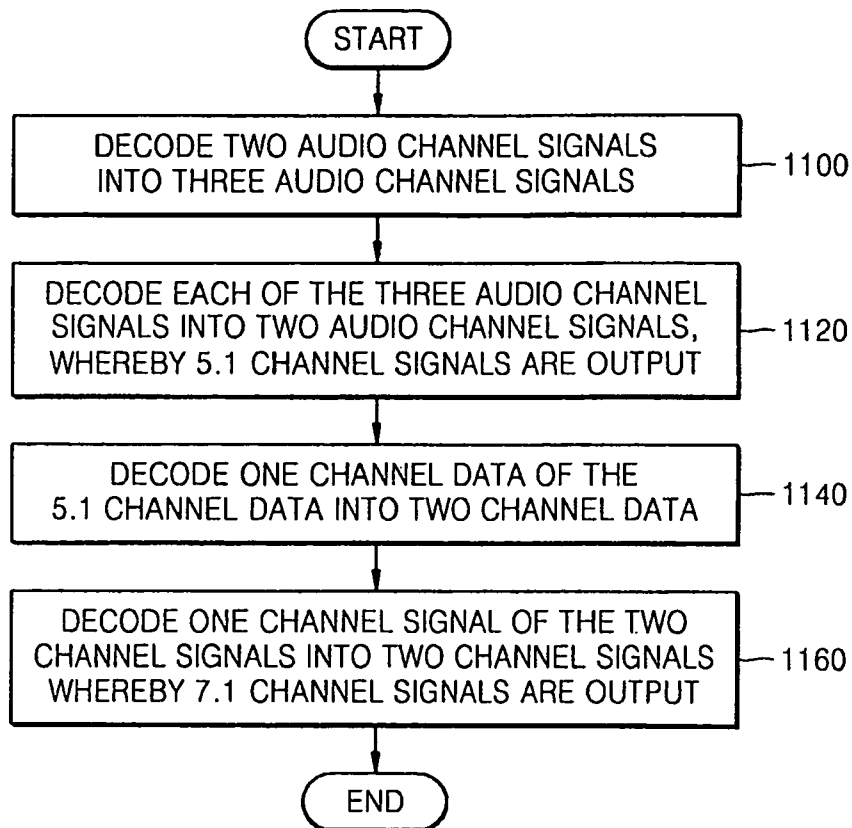 START
DECODE TWO AUDIO CHANNEL SIGNALS
INTO THREE AUDIO CHANNEL SIGNALS
1100
DECODE EACH OF THE THREE AUDIO CHANNEL
SIGNALS INTO TWO AUDIO CHANNEL SIGNALS,
WHEREBY 5.1 CHANNEL SIGNALS ARE OUTPUT
1120
DECODE ONE CHANNEL DATA OF THE
5.1 CHANNEL DATA INTO TWO CHANNEL DATA
1140
DECODE ONE CHANNEL SIGNAL OF THE TWO
CHANNEL SIGNALS INTO TWO CHANNEL SIGNALS
WHEREBY 7.1 CHANNEL SIGNALS ARE OUTPUT
1160
END